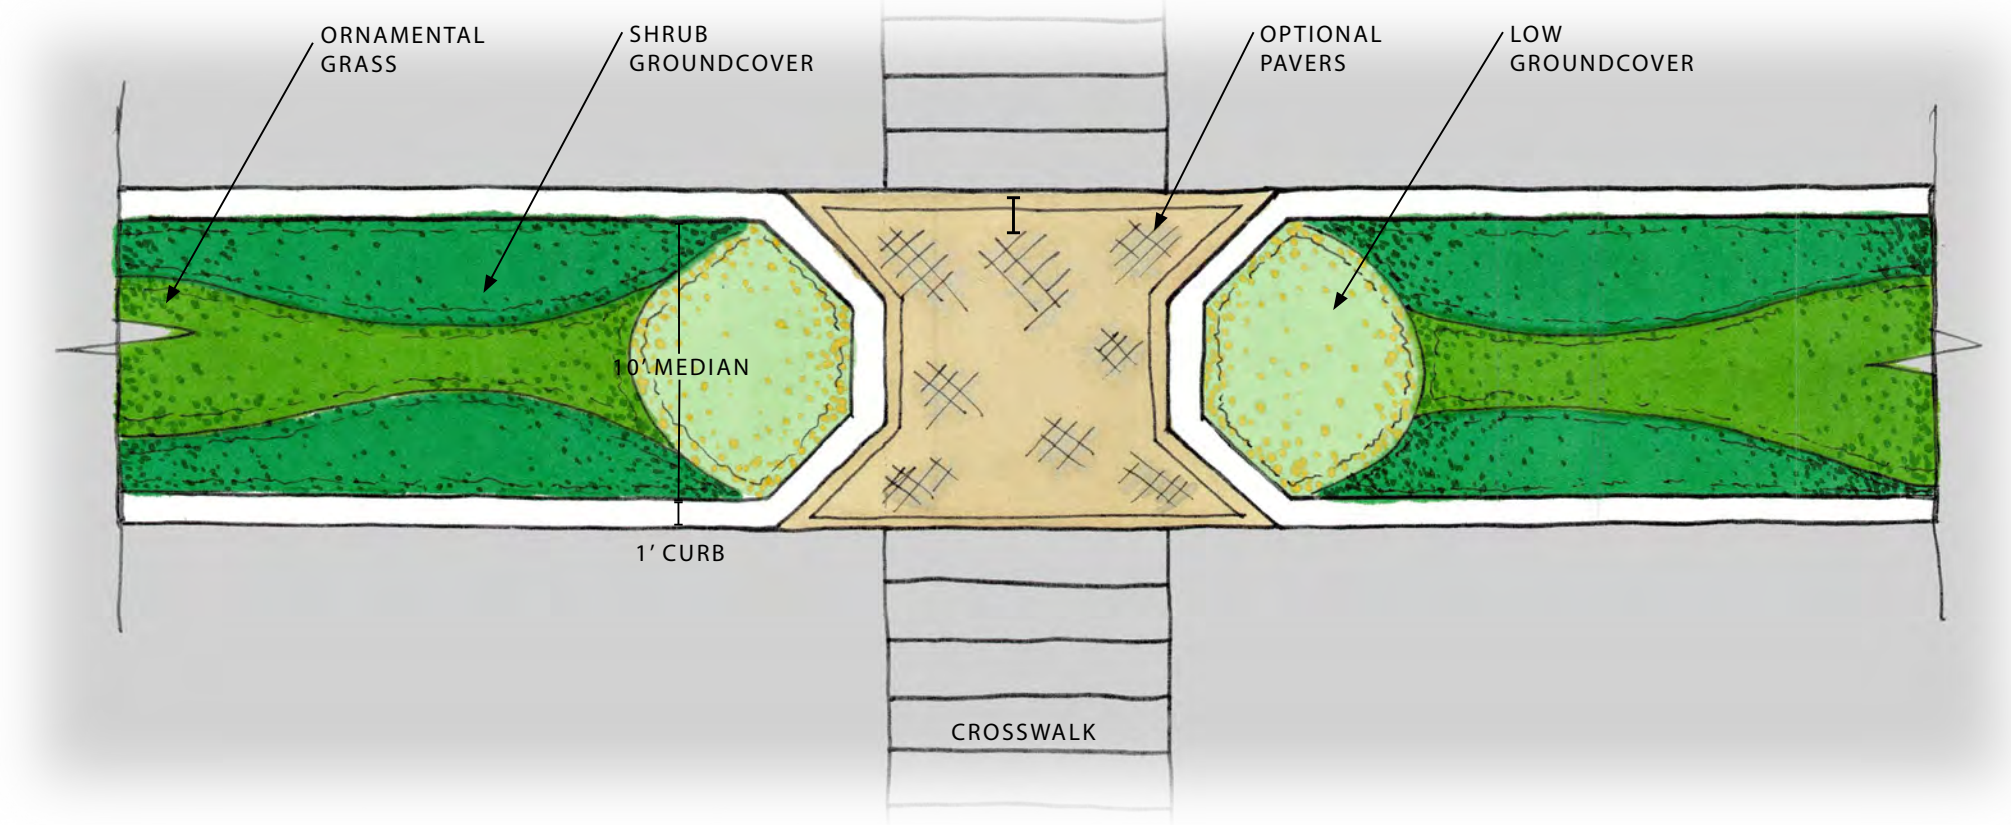 ORNAMENTAL
GRASS
SHRUB
GROUNDCOVER
OPTIONAL
PAVERS
LOW
GROUNDCOVER
10’ MEDIAN
1’ CURB
CROSSWALK